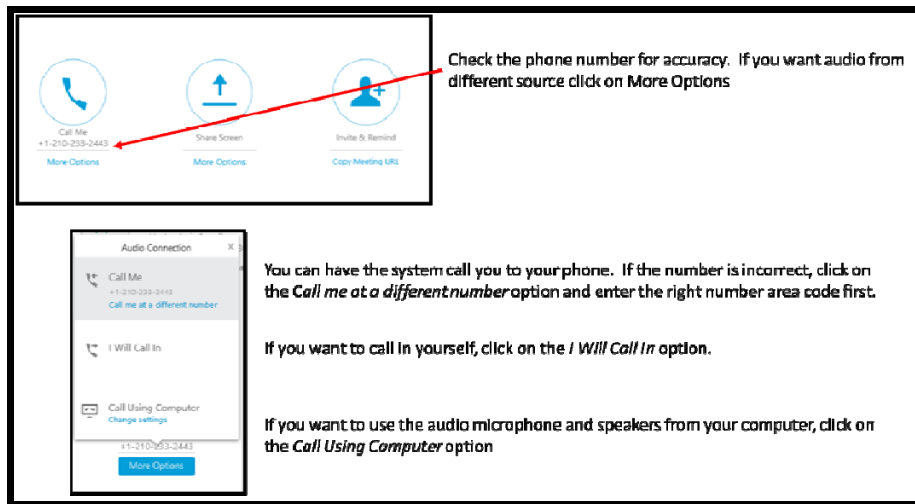 Check the phone number for accuracy. If you want audio from
different source click on More Options
Call Me
+1-210-233-2443
More Options
Share Screen
More Options
Invite & Remind
Copy Meeting URL
Audio Connection X
Call Me
+1-210-233-2443
Call me at a different number
You can have the system call you to your phone. If the number is incorrect, click on
the Call me at a different number option and enter the right number area code first.
I Will Call In
If you want to call in yourself, click on the I Will Call In option.
Call Using Computer
Change settings
If you want to use the audio microphone and speakers from your computer, click on
the Call Using Computer option
+1-210-233-2443
More Options